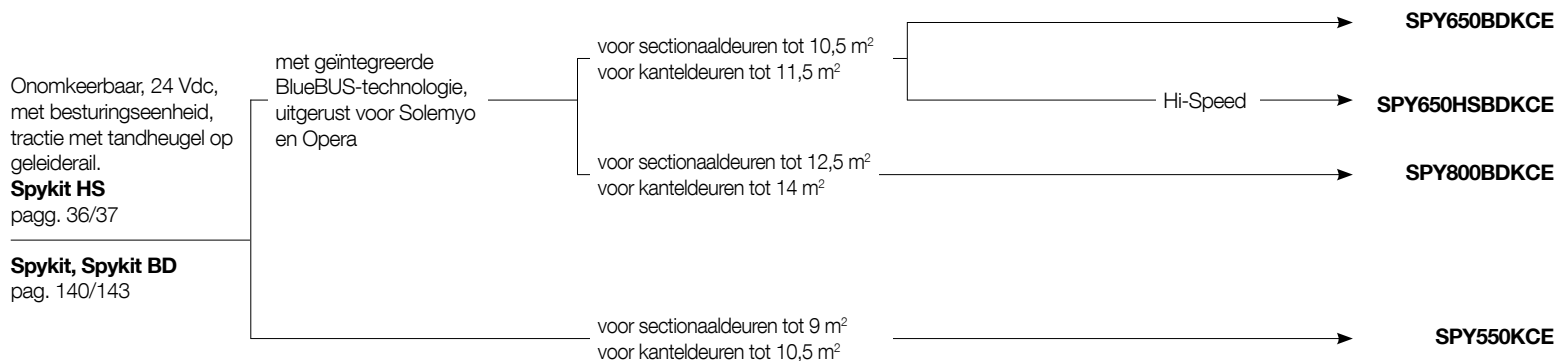 Onomkeerbaar, 24 Vdc,
met besturingseenheid,
tractie met tandheugel op
geleiderail.
Spykit HS
pagg. 36/37
Spykit, Spykit BD
pag. 140/143
met geïntegreerde
BlueBUS-technologie,
uitgerust voor Solemyo
en Opera
voor sectionaaldeuren tot 10,5 m²
voor kanteldeuren tot 11,5 m²
SPY650BDKCE
Hi-Speed
SPY650HSBDKCE
voor sectionaaldeuren tot 12,5 m²
voor kanteldeuren tot 14 m²
SPY800BDKCE
voor sectionaaldeuren tot 9 m²
voor kanteldeuren tot 10,5 m²
SPY550KCE